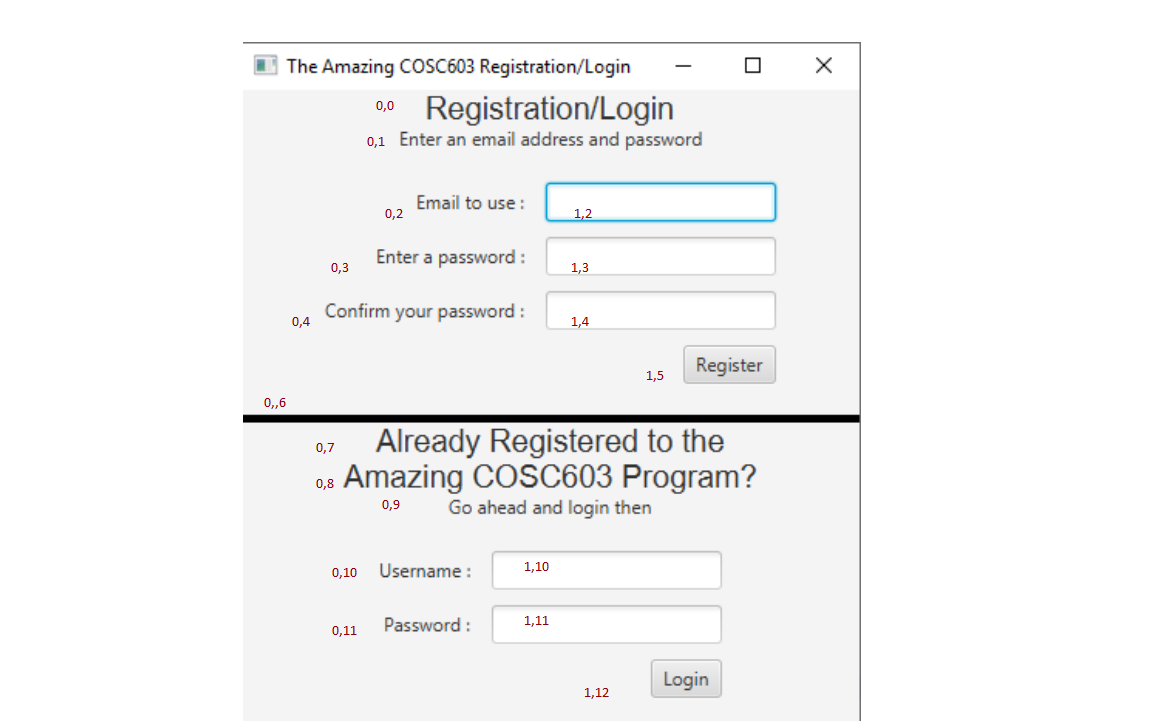 The Amazing COSC603 Registration/Login
0,0 Registration/Login
0,1 Enter an email address and password
0,2 Email to use : 1,2
0,3 Enter a password : 1,3
0,4 Confirm your password : 1,4
1,5 Register
0,,6
0,7 Already Registered to the
0,8 Amazing COSC603 Program?
0,9 Go ahead and login then
0,10 Username : 1,10
0,11 Password : 1,11
1,12 Login